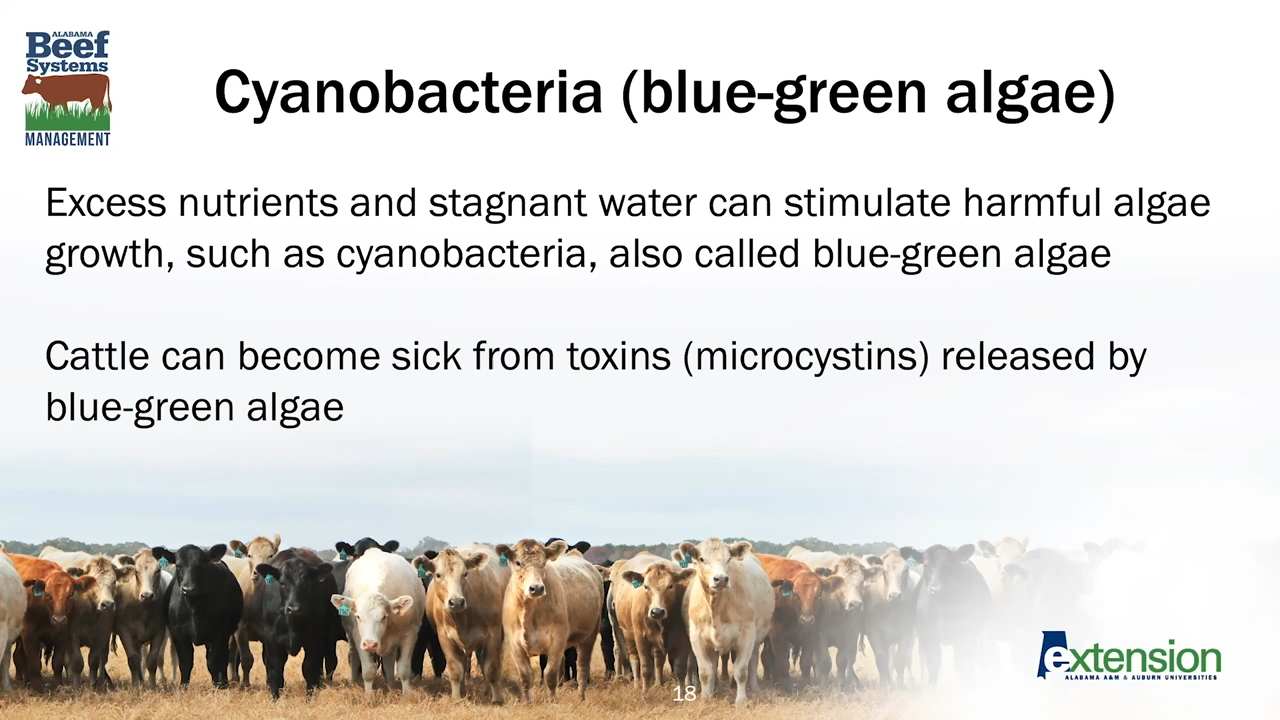 ALABAMA
Beef
Systems
MANAGEMENT
Cyanobacteria (blue-green algae)
Excess nutrients and stagnant water can stimulate harmful algae
growth, such as cyanobacteria, also called blue-green algae
Cattle can become sick from toxins (microcystins) released by
blue-green algae
18
extension
ALABAMA A&M & AUBURN UNIVERSITIES